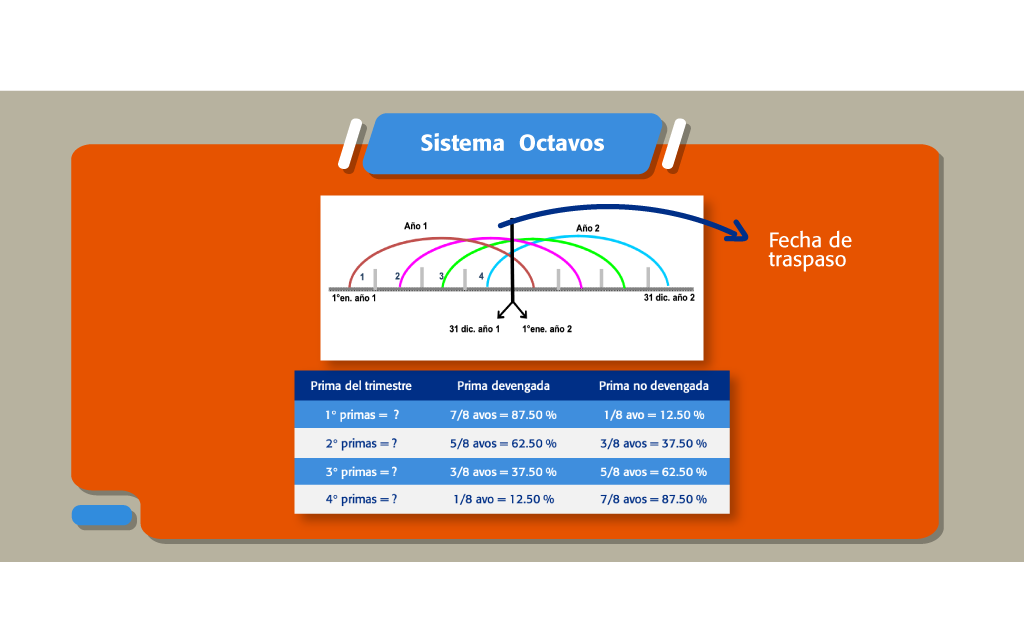 Sistema Octavos
Año 1
Año 2
Fecha de
traspaso
1 2 3 4
1°en. año 1
31 dic. año 2
31 dic. año 1 1°ene. año 2
Prima del trimestre Prima devengada Prima no devengada
1° primas = ? 7/8 avos = 87.50 % 1/8 avo = 12.50 %
2° primas = ? 5/8 avos = 62.50 % 3/8 avos = 37.50 %
3° primas = ? 3/8 avos = 37.50 % 5/8 avos = 62.50 %
4° primas = ? 1/8 avo = 12.50 % 7/8 avos = 87.50 %